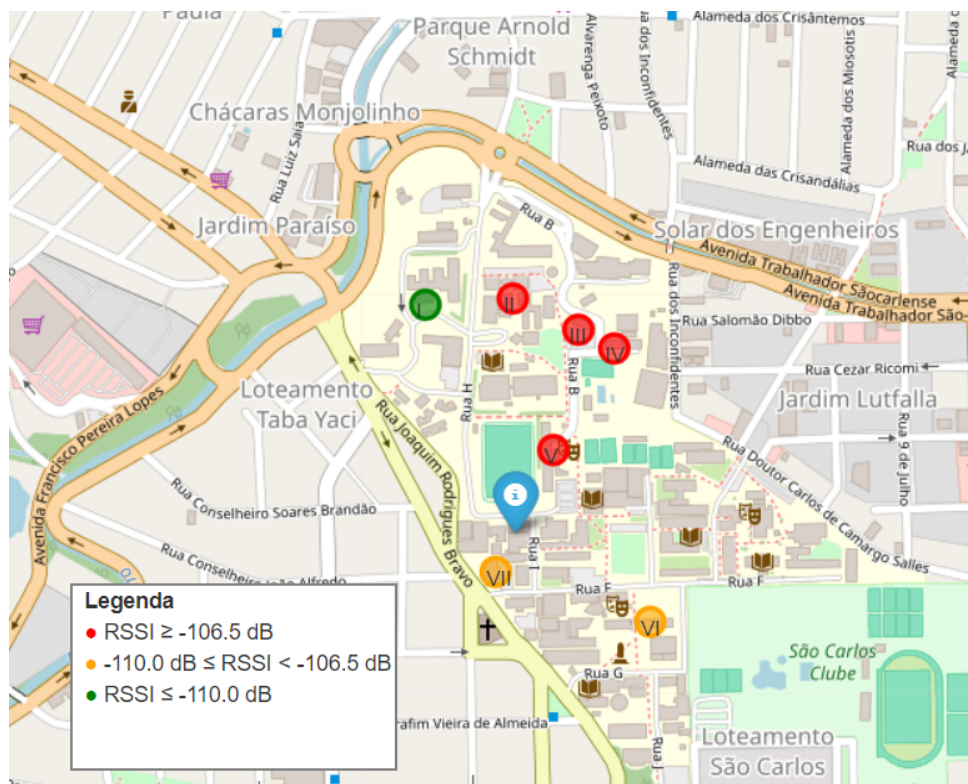 Paula
Parque Arnold
Schmidt
Alvarenga Peixoto
Rua dos Inconfidentes
Alameda dos Crisântemos
Alameda dos Miosotis
Alameda d
Rua dos Ja
Chácaras Monjolinho
Rua Luiz Saia
Alameda das Crisandálias
Jardim Paraíso
Rua B
Solar dos Engenheiros
Avenida Trabalhador Sãocarlense
Avenida Trabalhador São-
I
II
III
IV
Rua dos Inconfidentes
Rua Salomão Dibbo
Rua Cezar Ricomi
Loteamento
Taba Yaci
Rua H
Rua B
Jardim Lutfalla
Rua 9 de Julho
Avenida Francisco Pereira Lopes
Rua Joaquim Rodrigues Bravo
V
Rua Doutor Carlos de Camargo Salles
Rua Conselheiro Soares Brandão
i
Rua I
Rua Conselheiro João Alfredo
VII
Rua F
Rua F
VI
Legenda
RSSI ≥ -106.5 dB
-110.0 dB ≤ RSSI < -106.5 dB
RSSI ≤ -110.0 dB
São Carlos
Clube
Rua G
rafim Vieira de Almeida
Rua J
Loteamento
São Carlos